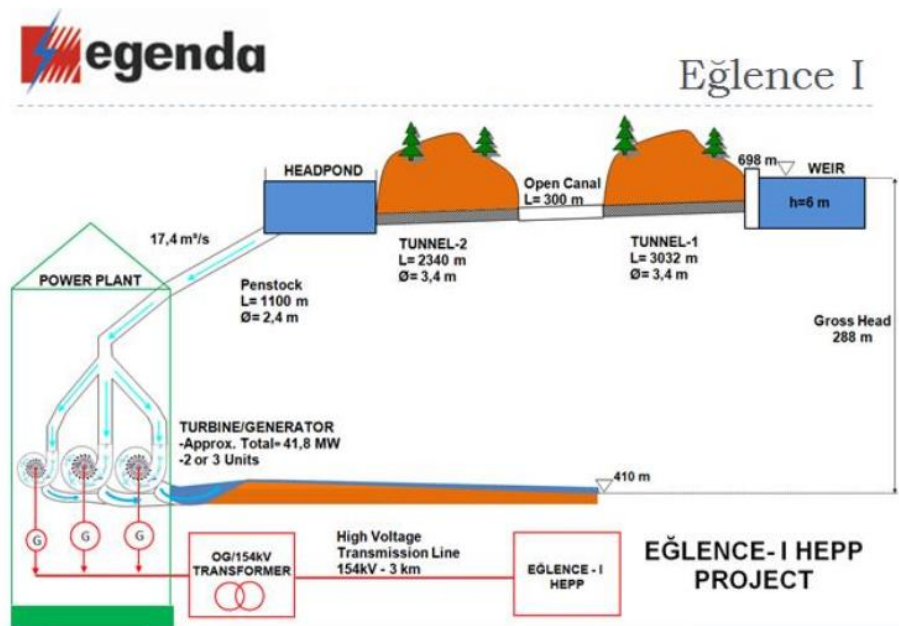 egenda
Eğlence I
HEADPOND
Open Canal
L= 300 m
698 m
WEIR
h=6 m
17,4 m³/s
TUNNEL-2
L= 2340 m
Ø= 3,4 m
TUNNEL-1
L= 3032 m
Ø= 3,4 m
POWER PLANT
Penstock
L= 1100 m
Ø= 2,4 m
Gross Head
288 m
TURBINE/GENERATOR
-Approx. Total= 41,8 MW
-2 or 3 Units
410 m
G
G
G
OG/154kV
TRANSFORMER
High Voltage
Transmission Line
154kV - 3 km
EĞLENCE - I
HEPP
EĞLENCE- I HEPP
PROJECT